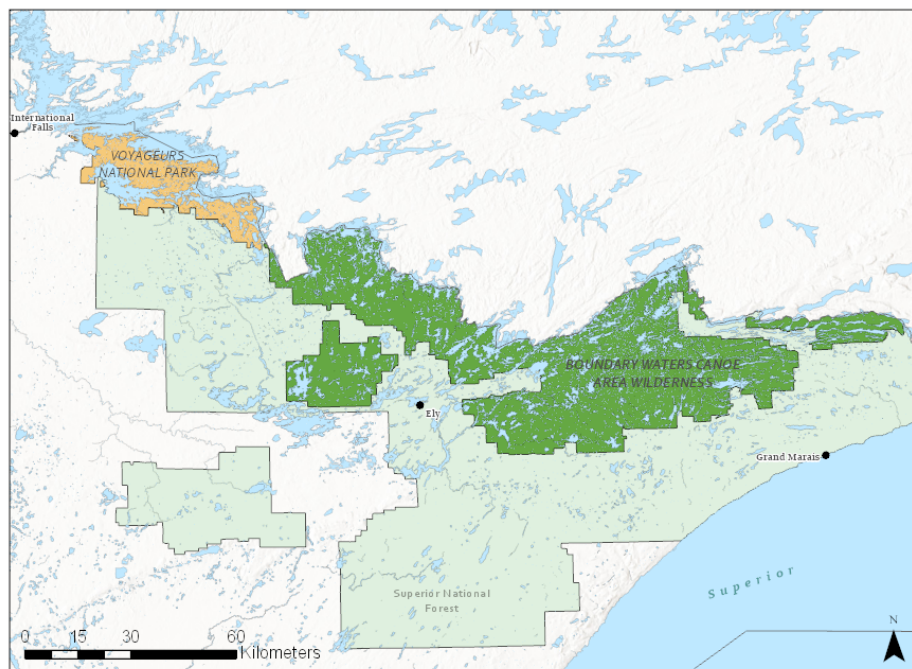 International
Falls
VOYAGEURS
NATIONAL PARK
BOUNDARY WATERS CANOE
AREA WILDERNESS
Ely
Grand Marais
Superior
Superior National
Forest
N
0 15 30 60
Kilometers